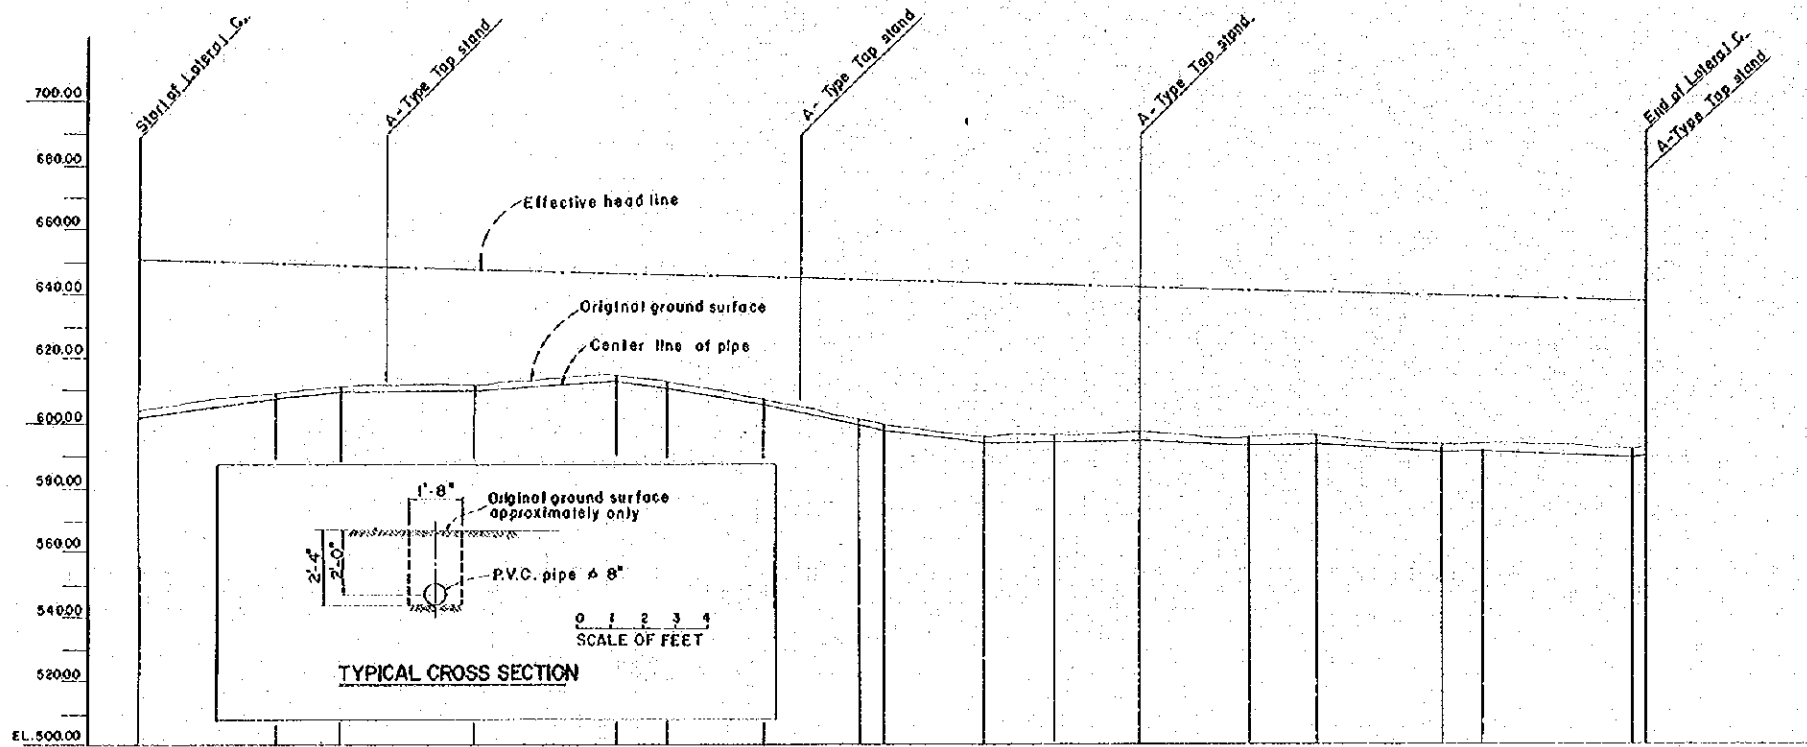 Start of Lateral C.
A-Type Tap stand
A- Type Tap stand
A- Type Tap stand
End of Lateral C.
A-Type Tap stand
700.00
680.00
660.00
640.00
620.00
600.00
580.00
560.00
540.00
520.00
EL.500.00
Effective head line
Original ground surface
Center line of pipe
1'-8"
Original ground surface
approximately only
2'-4"
2'-0"
P.V.C. pipe ø 8"
0 1 2 3 4
SCALE OF FEET
TYPICAL CROSS SECTION